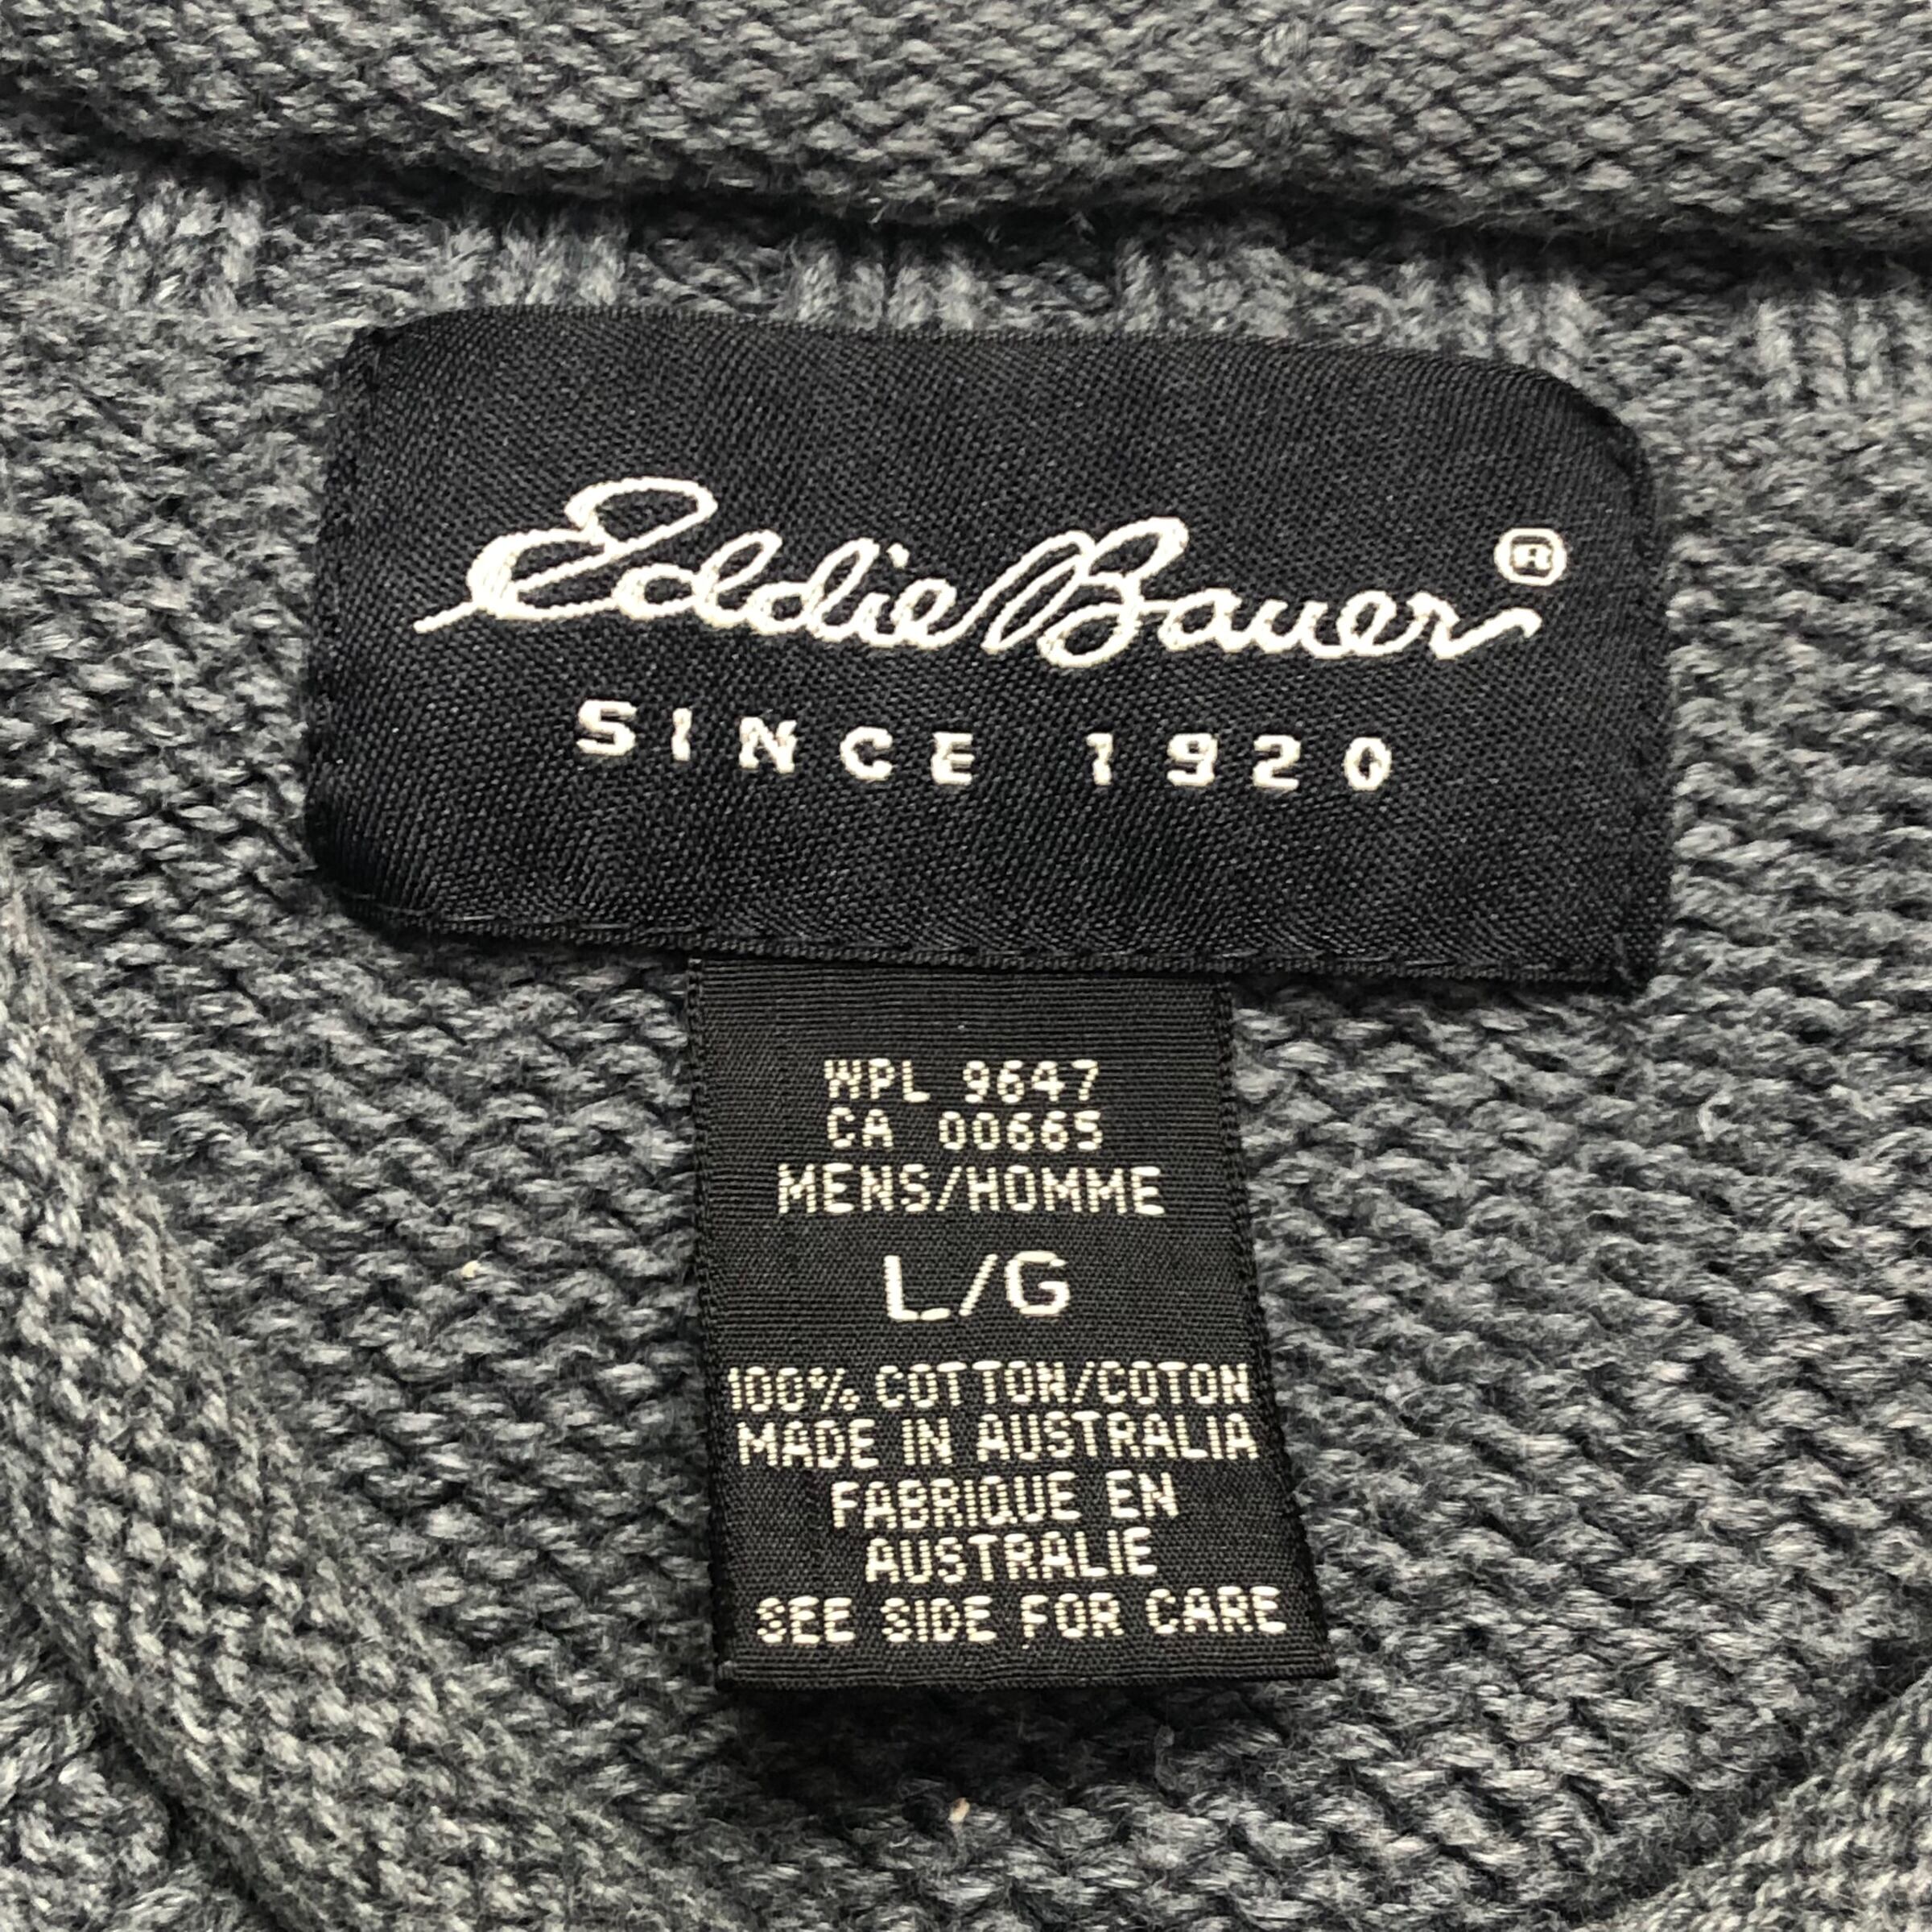 Eddie Bauer®
SINCE 1920
WPL 9647
CA 00665
MENS/HOMME
L/G
100% COTTON/COTON
MADE IN AUSTRALIA
FABRIQUE EN
AUSTRALIE
SEE SIDE FOR CARE